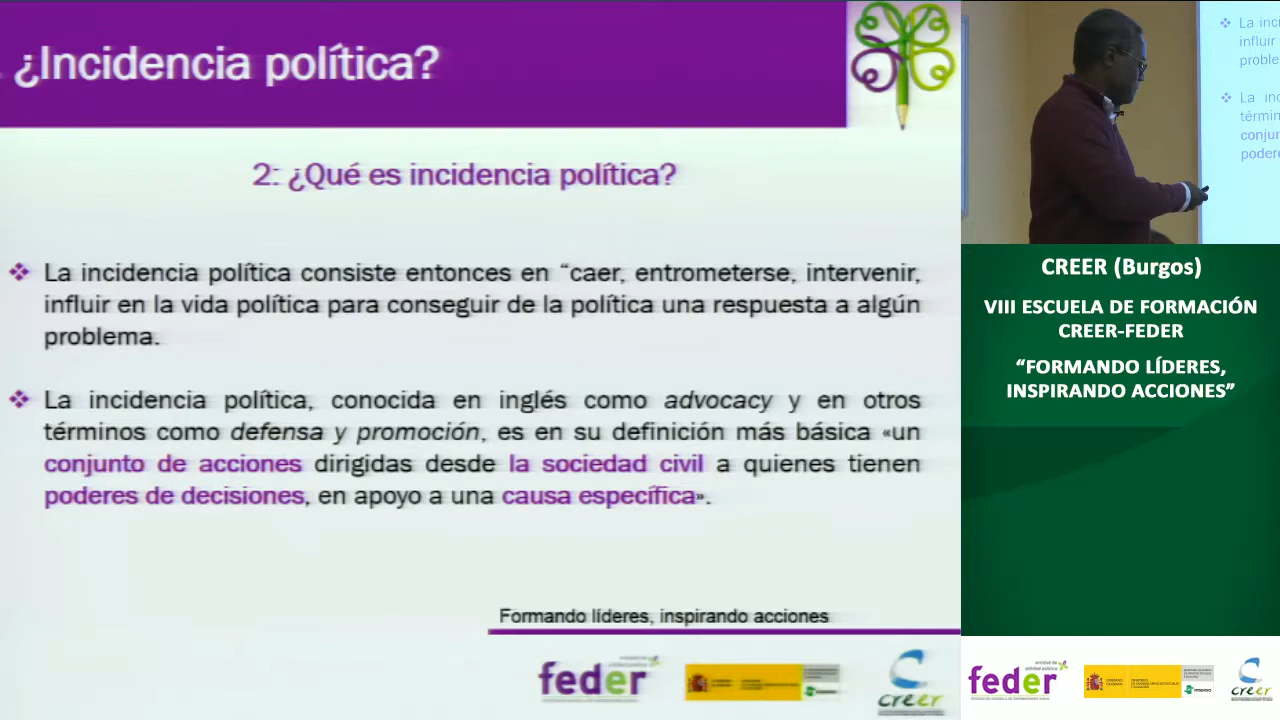 ¿Incidencia política?
2: ¿Qué es incidencia política?
La incidencia política consiste entonces en “caer, entrometerse, intervenir,
influir en la vida política para conseguir de la política una respuesta a algún
problema.
La incidencia política, conocida en inglés como advocacy y en otros
términos como defensa y promoción, es en su definición más básica «un
conjunto de acciones dirigidas desde la sociedad civil a quienes tienen
poderes de decisiones, en apoyo a una causa específica».
Formando líderes, inspirando acciones
feder
creer
La inci
influir
proble
La inc
términ
conjur
podere
CREER (Burgos)
VIII ESCUELA DE FORMACIÓN
CREER-FEDER
“FORMANDO LÍDERES,
INSPIRANDO ACCIONES”
feder
imserso
creer